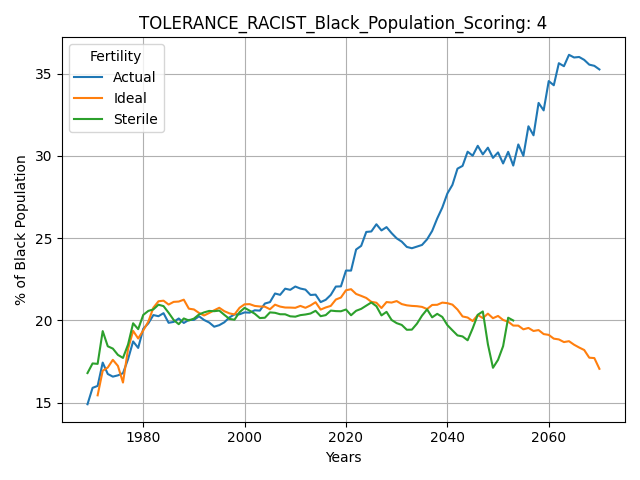 TOLERANCE_RACIST_Black_Population_Scoring: 4
Fertility
Actual
Ideal
Sterile
% of Black Population
35
30
25
20
15
1980
2000
2020
2040
2060
Years